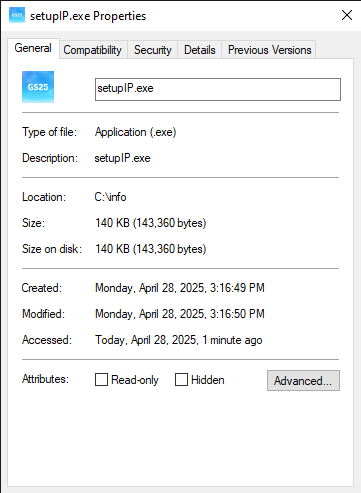 setupIP.exe Properties
General Compatibility Security Details Previous Versions
GS25
setupIP.exe
Type of file: Application (.exe)
Description: setupIP.exe
Location: C:\info
Size: 140 KB (143,360 bytes)
Size on disk: 140 KB (143,360 bytes)
Created: Monday, April 28, 2025, 3:16:49 PM
Modified: Monday, April 28, 2025, 3:16:50 PM
Accessed: Today, April 28, 2025, 1 minute ago
Attributes: Read-only Hidden Advanced...